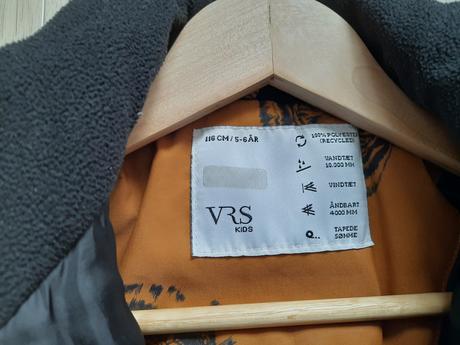 116 CM / 5-6 ÅR
VRS
KIDS
100% POLYESTER
(RECYCLED)
VANDTÆT
10.000 MM
VINDTÆT
ÅNDBART
4000 MM
TAPEDE
SØMME